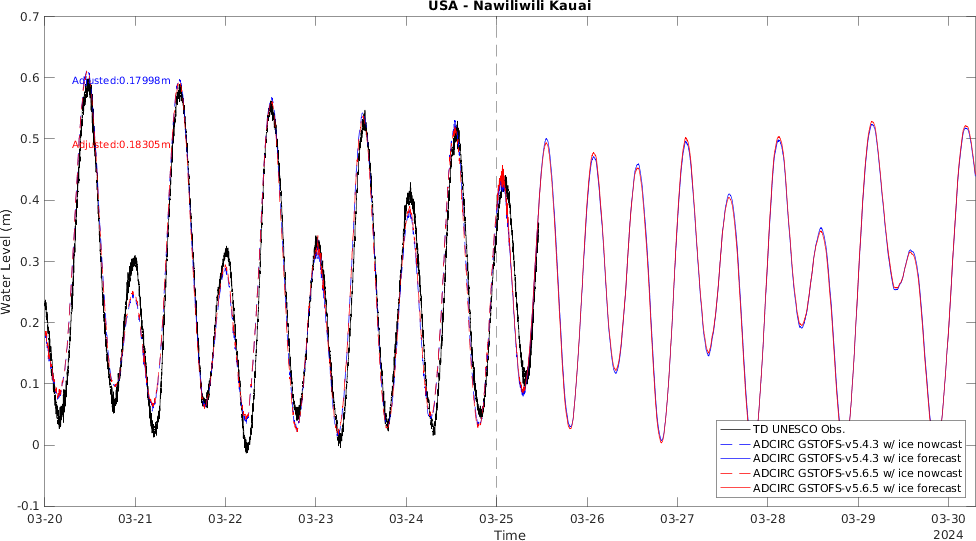 USA - Nawiliwili Kauai
0.7
0.6
0.5
0.4
0.3
0.2
0.1
0
-0.1
Water Level (m)
Adjusted:0.17998m
Adjusted:0.18305m
TD UNESCO Obs.
ADCIRC GSTOFS-v5.4.3 w/ ice nowcast
ADCIRC GSTOFS-v5.4.3 w/ ice forecast
ADCIRC GSTOFS-v5.6.5 w/ ice nowcast
ADCIRC GSTOFS-v5.6.5 w/ ice forecast
03-20 03-21 03-22 03-23 03-24 03-25 03-26 03-27 03-28 03-29 03-30
Time
2024